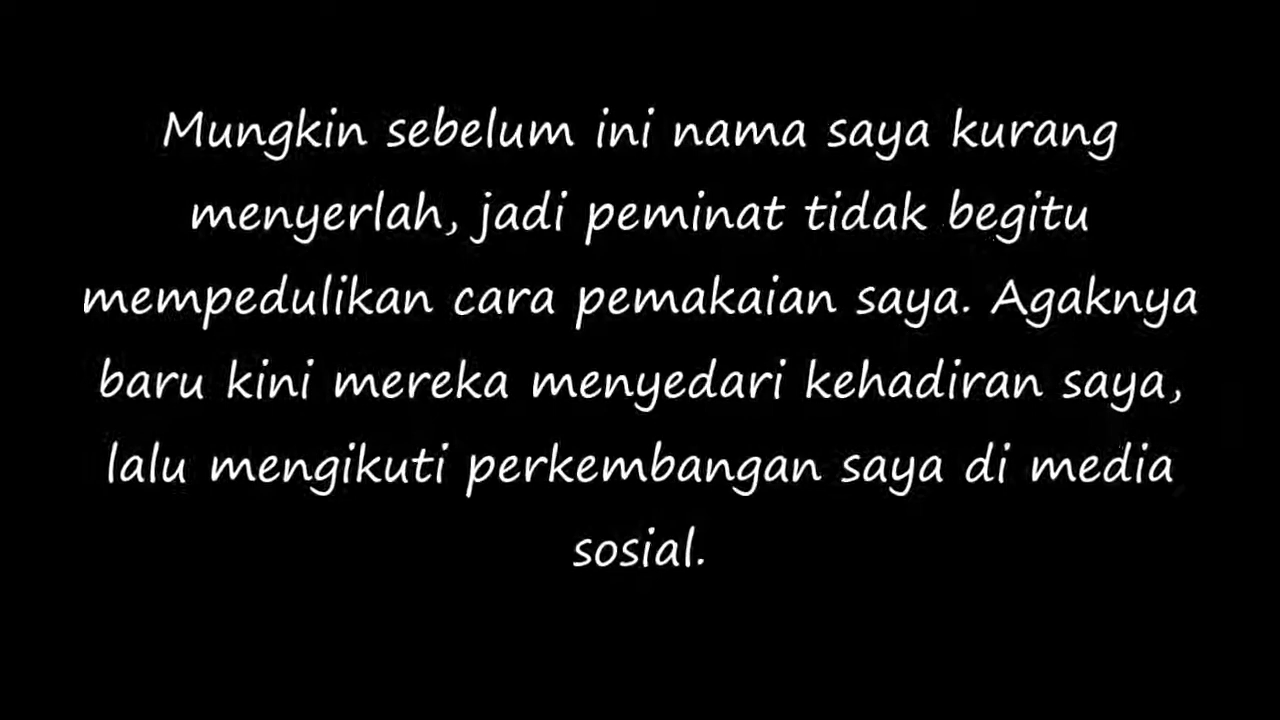 Mungkin sebelum ini nama saya kurang
menyerlah, jadi peminat tidak begitu
mempedulikan cara pemakaian saya. Agaknya
baru kini mereka menyedari kehadiran saya,
lalu mengikuti perkembangan saya di media
sosial.